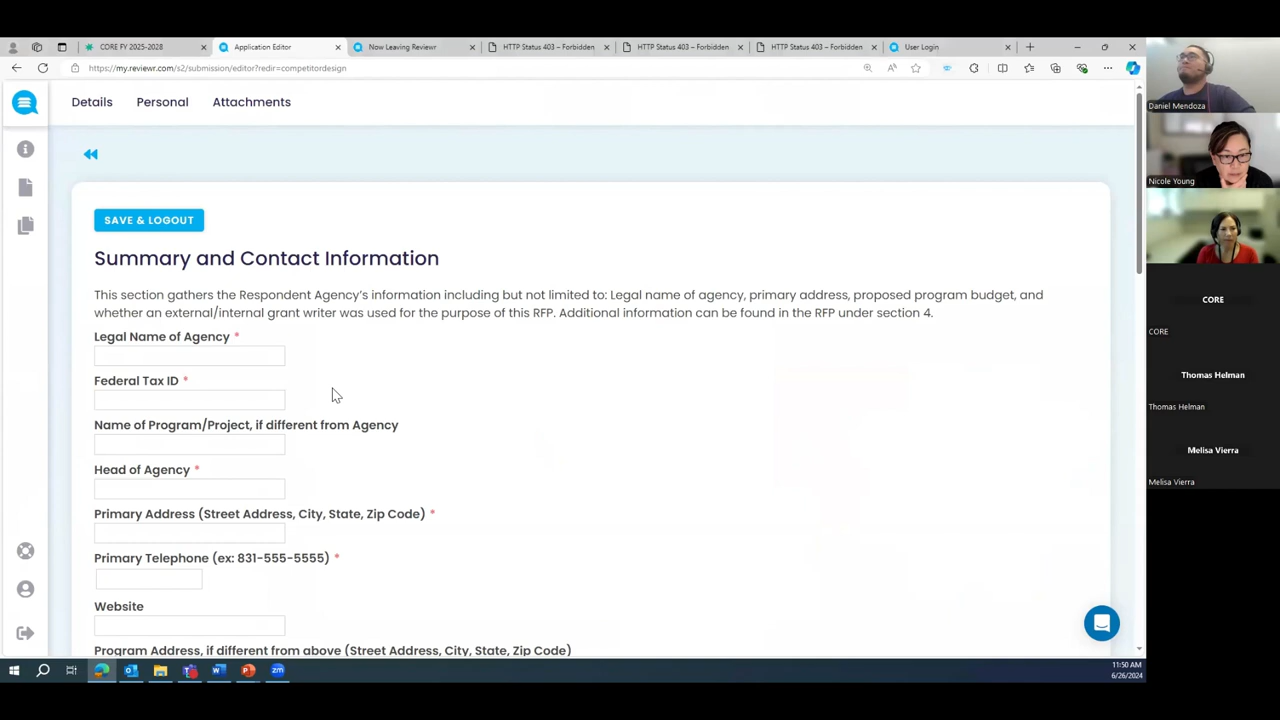 CORE FY 2025-2028
Application Editor
Now Leaving Reviewr
HTTP Status 403 – Forbidden
HTTP Status 403 – Forbidden
HTTP Status 403 – Forbidden
User Login
https://my.reviewr.com/s2/submission/editor?redir=competitordesign
Details
Personal
Attachments
SAVE & LOGOUT
Summary and Contact Information
This section gathers the Respondent Agency's information including but not limited to: Legal name of agency, primary address, proposed program budget, and
whether an external/internal grant writer was used for the purpose of this RFP. Additional information can be found in the RFP under section 4.
Legal Name of Agency *
Federal Tax ID *
Name of Program/Project, if different from Agency
Head of Agency *
Primary Address (Street Address, City, State, Zip Code) *
Primary Telephone (ex: 831-555-5555) *
Website
Program Address, if different from above (Street Address, City, State, Zip Code)
11:50 AM
6/26/2024
Daniel Mendoza
Nicole Young
CORE
CORE
Thomas Helman
Thomas Helman
Melisa Vierra
Melisa Vierra